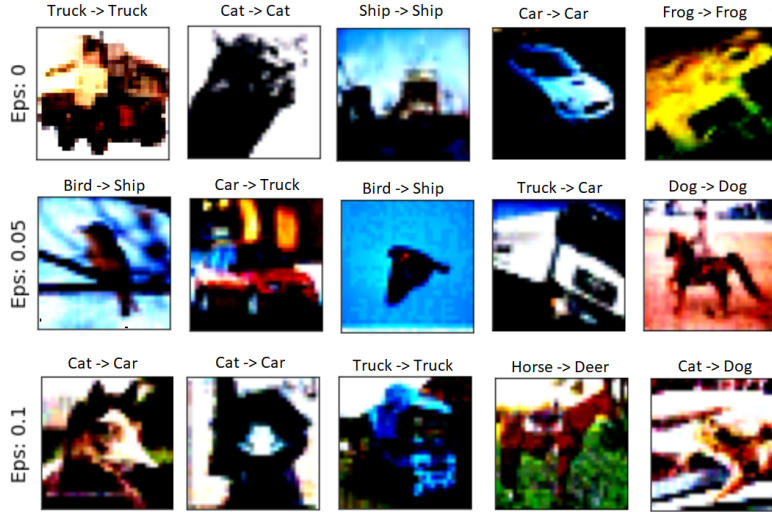 Truck -> Truck
Cat -> Cat
Ship -> Ship
Car -> Car
Frog -> Frog
Eps: 0
Bird -> Ship
Car -> Truck
Bird -> Ship
Truck -> Car
Dog -> Dog
Eps: 0.05
Cat -> Car
Cat -> Car
Truck -> Truck
Horse -> Deer
Cat -> Dog
Eps: 0.1